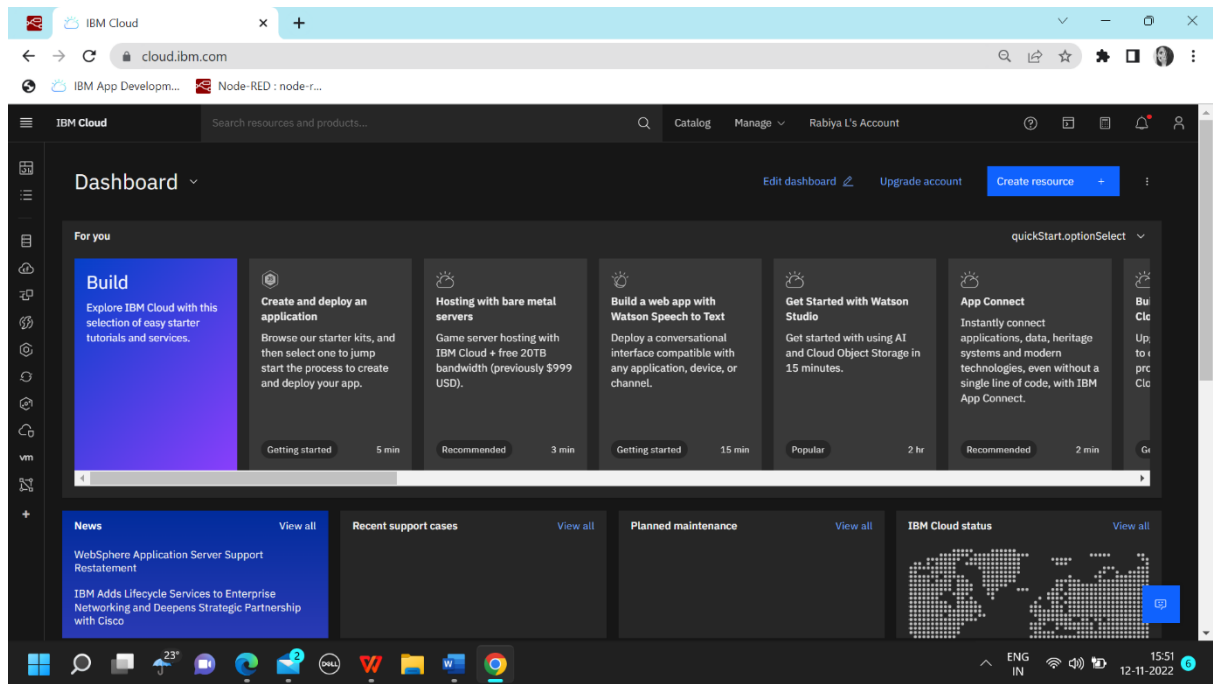 IBM Cloud
cloud.ibm.com
IBM App Developm...
Node-RED : node-r...
IBM Cloud
Search resources and products...
Catalog
Manage
Rabiya L's Account
Dashboard
Edit dashboard
Upgrade account
Create resource +
For you
quickStart.optionSelect
Build
Explore IBM Cloud with this
selection of easy starter
tutorials and services.
Create and deploy an
application
Browse our starter kits, and
then select one to jump
start the process to create
and deploy your app.
Getting started
5 min
Hosting with bare metal
servers
Game server hosting with
IBM Cloud + free 20TB
bandwidth (previously $999
USD).
Recommended
3 min
Build a web app with
Watson Speech to Text
Deploy a conversational
interface compatible with
any application, device, or
channel.
Getting started
15 min
Get Started with Watson
Studio
Get started with using AI
and Cloud Object Storage in
15 minutes.
Popular
2 hr
App Connect
Instantly connect
applications, data, heritage
systems and modern
technologies, even without a
single line of code, with IBM
App Connect.
Recommended
2 min
vm
News
View all
WebSphere Application Server Support
Restatement
IBM Adds Lifecycle Services to Enterprise
Networking and Deepens Strategic Partnership
with Cisco
Recent support cases
View all
Planned maintenance
View all
IBM Cloud status
View all
23°
2
DELL
W
W
ENG
IN
15:51
12-11-2022
6